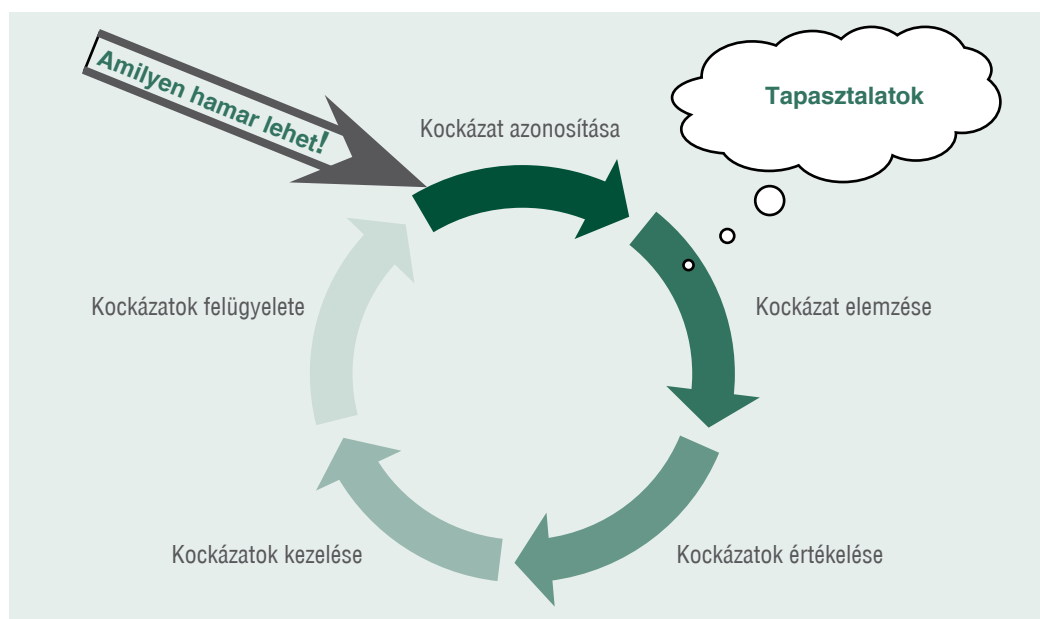 Amilyen hamar lehet!
Tapasztalatok
Kockázat azonosítása
Kockázatok felügyelete
Kockázat elemzése
Kockázatok kezelése
Kockázatok értékelése